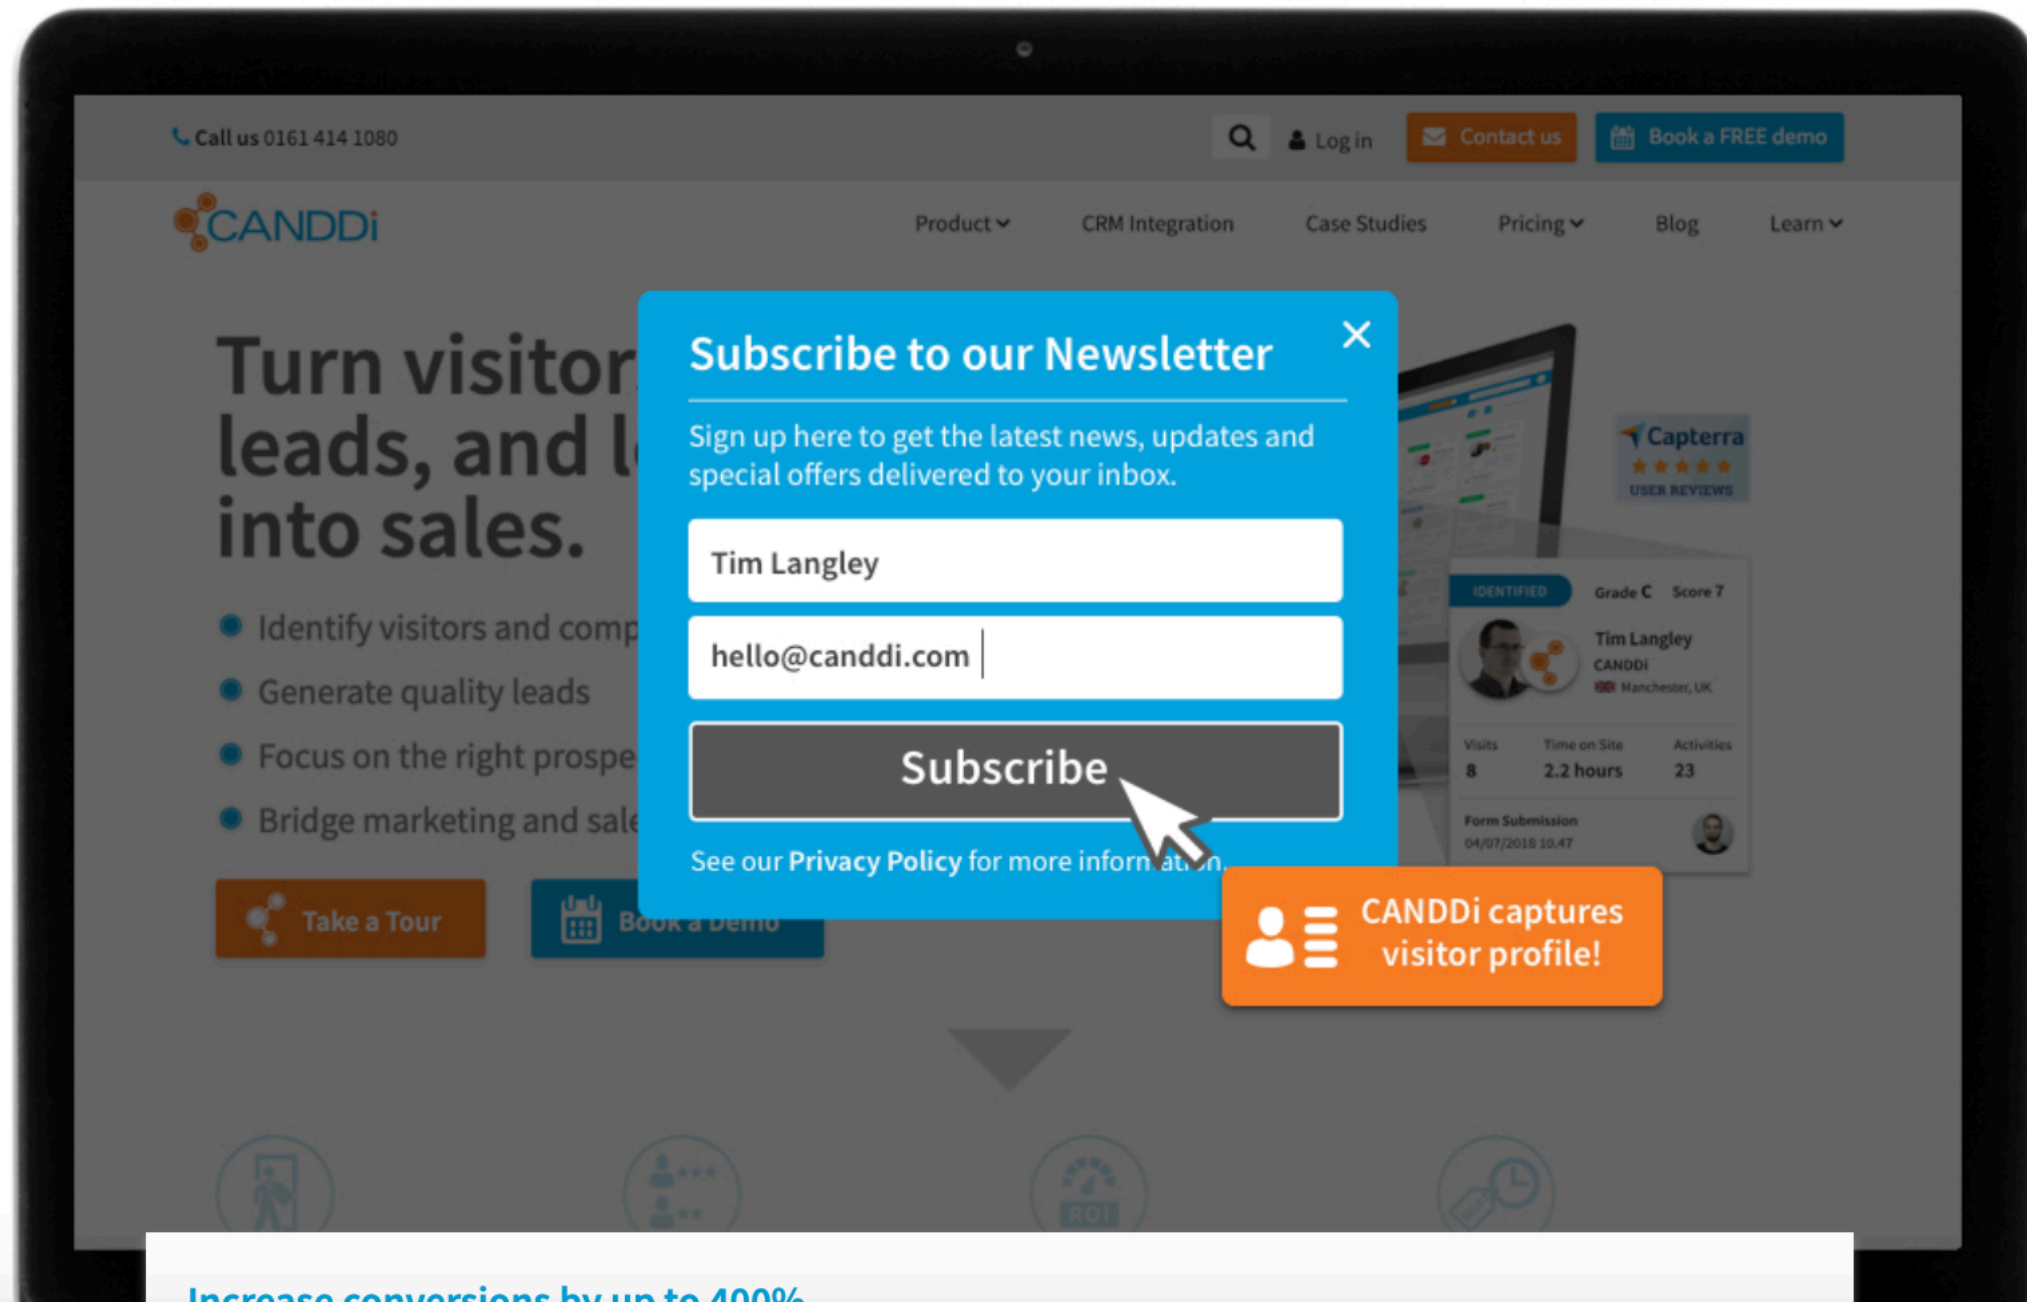 Call us 0161 414 1080
Log in
Contact us
Book a FREE demo
CANDDi
Product
CRM Integration
Case Studies
Pricing
Blog
Learn
Turn visitor
leads, and l
into sales.
Identify visitors and comp
Generate quality leads
Focus on the right prospe
Bridge marketing and sale
Take a Tour
Book a Demo
Subscribe to our Newsletter
Sign up here to get the latest news, updates and
special offers delivered to your inbox.
Tim Langley
hello@canddi.com
Subscribe
See our Privacy Policy for more information.
CANDDi captures
visitor profile!
Capterra
USER REVIEWS
IDENTIFIED
Grade C Score 7
Tim Langley
CANDDi
Manchester, UK
Visits Time on Site Activities
8 2.2 hours 23
Form Submission
04/07/2018 10.47
ROI
Increase conversions by up to 400%